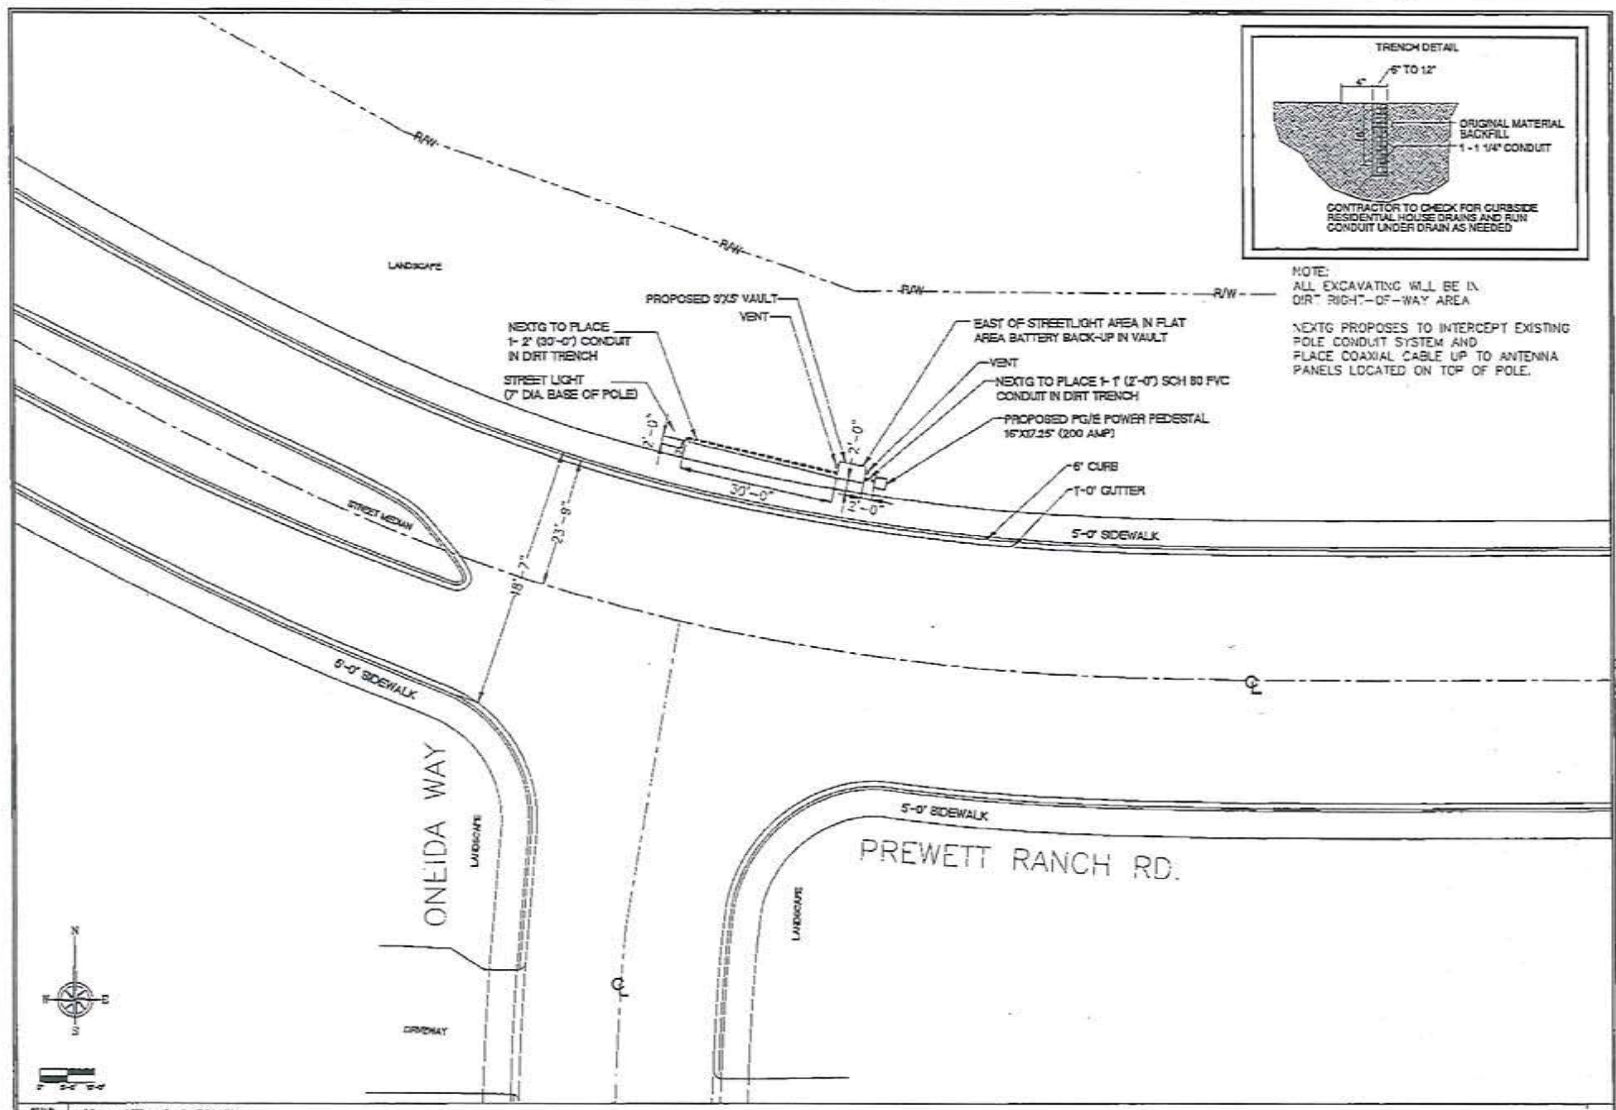 TRENCH DETAIL
6" TO 12"
4"
ORIGINAL MATERIAL
BACKFILL
1 - 1 1/4" CONDUIT
CONTRACTOR TO CHECK FOR CURBSIDE
RESIDENTIAL HOUSE DRAINS AND RUN
CONDUIT UNDER DRAIN AS NEEDED
NOTE:
ALL EXCAVATING WILL BE IN
DIRT RIGHT-OF-WAY AREA
NEXTG PROPOSES TO INTERCEPT EXISTING
POLE CONDUIT SYSTEM AND
PLACE COAXIAL CABLE UP TO ANTENNA
PANELS LOCATED ON TOP OF POLE.
R/W
R/W
R/W
R/W
LANDSCAPE
PROPOSED 3'X5' VAULT
VENT
NEXTG TO PLACE
1- 2" (30'-0") CONDUIT
IN DIRT TRENCH
STREET LIGHT
(7" DIA. BASE OF POLE)
EAST OF STREETLIGHT AREA IN FLAT
AREA BATTERY BACK-UP IN VAULT
VENT
NEXTG TO PLACE 1- 1" (2'-0") SCH 80 PVC
CONDUIT IN DIRT TRENCH
PROPOSED PG/E POWER PEDESTAL
16"X17.25" (200 AMP)
2'-0"
2'-0"
30'-0"
2'-0"
6" CURB
1'-0" GUTTER
5'-0" SIDEWALK
STREET MEDIAN
23'-9"
18'-7"
5'-0" SIDEWALK
℄
ONEIDA WAY
LANDSCAPE
5'-0" SIDEWALK
PREWETT RANCH RD.
LANDSCAPE
℄
DRIVEWAY
N
E
S
0' 5'-0" 10'-0"